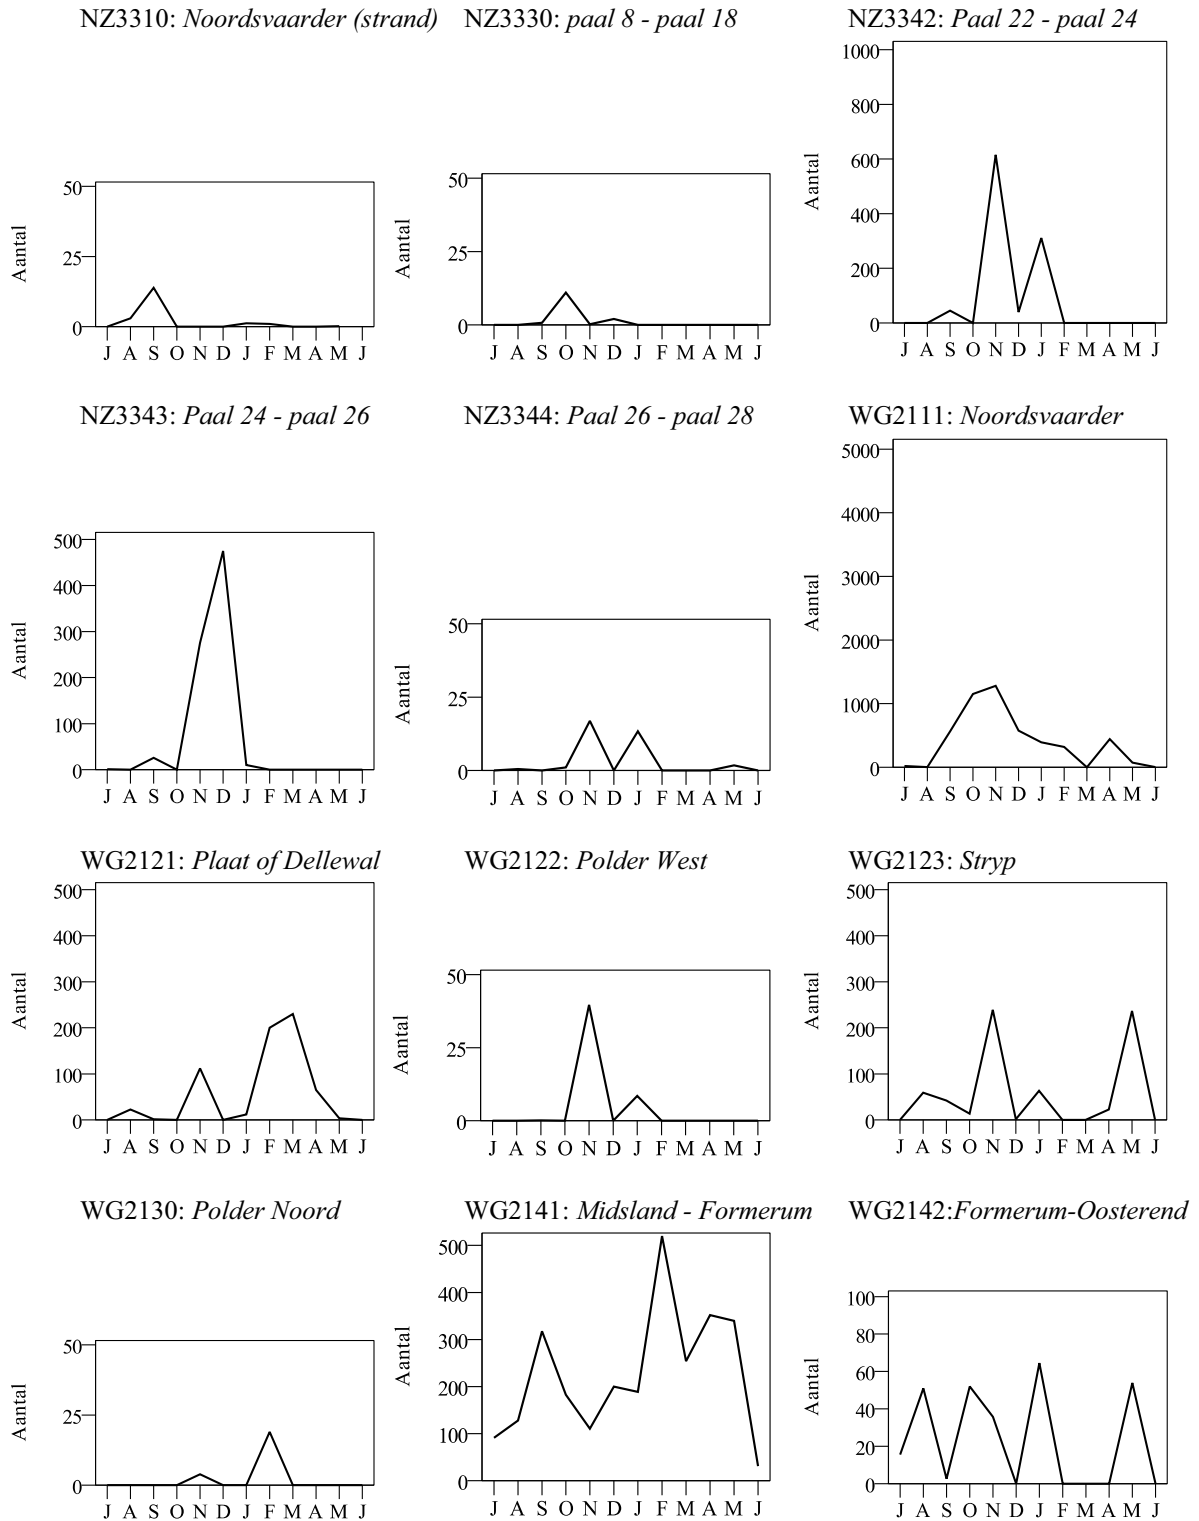 NZ3310: Noordsvaarder (strand) NZ3330: paal 8 - paal 18 NZ3342: Paal 22 - paal 24
Aantal
50
25
0
J A S O N D J F M A M J
Aantal
50
25
0
J A S O N D J F M A M J
Aantal
1000
800
600
400
200
0
J A S O N D J F M A M J
NZ3343: Paal 24 - paal 26 NZ3344: Paal 26 - paal 28 WG2111: Noordsvaarder
Aantal
500
400
300
200
100
0
J A S O N D J F M A M J
Aantal
50
25
0
J A S O N D J F M A M J
Aantal
5000
4000
3000
2000
1000
0
J A S O N D J F M A M J
WG2121: Plaat of Dellewal WG2122: Polder West WG2123: Stryp
Aantal
500
400
300
200
100
0
J A S O N D J F M A M J
Aantal
50
25
0
J A S O N D J F M A M J
Aantal
500
400
300
200
100
0
J A S O N D J F M A M J
WG2130: Polder Noord WG2141: Midsland - Formerum WG2142:Formerum-Oosterend
Aantal
50
25
0
J A S O N D J F M A M J
Aantal
500
400
300
200
100
0
J A S O N D J F M A M J
Aantal
100
80
60
40
20
0
J A S O N D J F M A M J